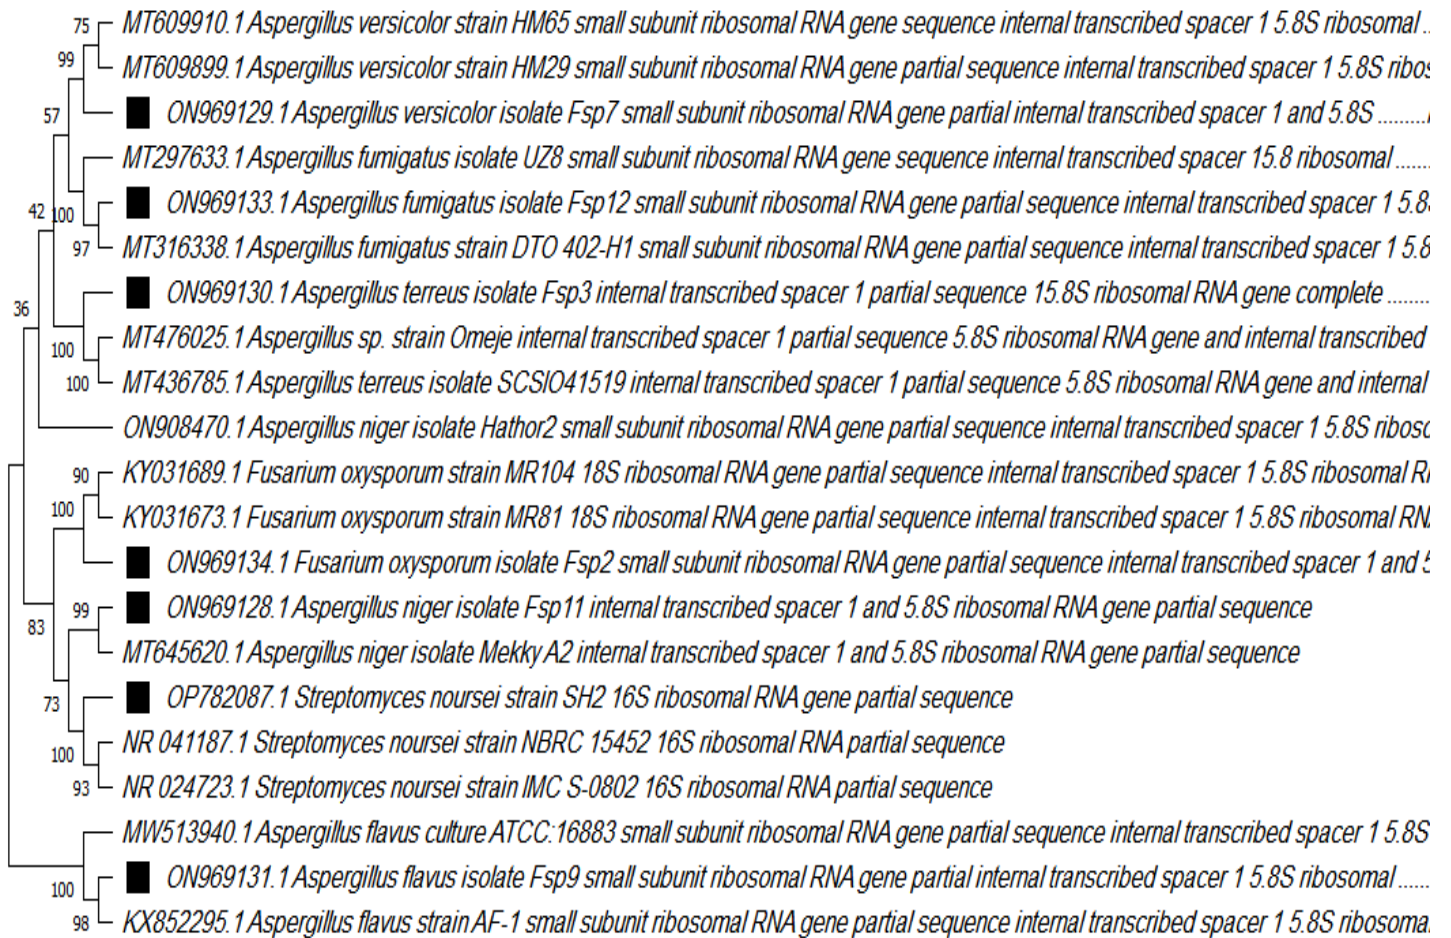 75 MT609910.1 Aspergillus versicolor strain HM65 small subunit ribosomal RNA gene sequence internal transcribed spacer 1 5.8S ribosomal ..
99 MT609899.1 Aspergillus versicolor strain HM29 small subunit ribosomal RNA gene partial sequence internal transcribed spacer 1 5.8S ribos
57 ON969129.1 Aspergillus versicolor isolate Fsp7 small subunit ribosomal RNA gene partial internal transcribed spacer 1 and 5.8S .........
MT297633.1 Aspergillus fumigatus isolate UZ8 small subunit ribosomal RNA gene sequence internal transcribed spacer 15.8 ribosomal .......
42 100 ON969133.1 Aspergillus fumigatus isolate Fsp12 small subunit ribosomal RNA gene partial sequence internal transcribed spacer 1 5.8S
97 MT316338.1 Aspergillus fumigatus strain DTO 402-H1 small subunit ribosomal RNA gene partial sequence internal transcribed spacer 1 5.8
36 ON969130.1 Aspergillus terreus isolate Fsp3 internal transcribed spacer 1 partial sequence 15.8S ribosomal RNA gene complete ........
100 MT476025.1 Aspergillus sp. strain Omeje internal transcribed spacer 1 partial sequence 5.8S ribosomal RNA gene and internal transcribed
100 MT436785.1 Aspergillus terreus isolate SCSIO41519 internal transcribed spacer 1 partial sequence 5.8S ribosomal RNA gene and internal
ON908470.1 Aspergillus niger isolate Hathor2 small subunit ribosomal RNA gene partial sequence internal transcribed spacer 1 5.8S riboso
90 KY031689.1 Fusarium oxysporum strain MR104 18S ribosomal RNA gene partial sequence internal transcribed spacer 1 5.8S ribosomal R
100 KY031673.1 Fusarium oxysporum strain MR81 18S ribosomal RNA gene partial sequence internal transcribed spacer 1 5.8S ribosomal RN
ON969134.1 Fusarium oxysporum isolate Fsp2 small subunit ribosomal RNA gene partial sequence internal transcribed spacer 1 and 5
99 ON969128.1 Aspergillus niger isolate Fsp11 internal transcribed spacer 1 and 5.8S ribosomal RNA gene partial sequence
83 MT645620.1 Aspergillus niger isolate Mekky A2 internal transcribed spacer 1 and 5.8S ribosomal RNA gene partial sequence
73 OP782087.1 Streptomyces noursei strain SH2 16S ribosomal RNA gene partial sequence
100 NR 041187.1 Streptomyces noursei strain NBRC 15452 16S ribosomal RNA partial sequence
93 NR 024723.1 Streptomyces noursei strain IMC S-0802 16S ribosomal RNA partial sequence
MW513940.1 Aspergillus flavus culture ATCC:16883 small subunit ribosomal RNA gene partial sequence internal transcribed spacer 1 5.8S
100 ON969131.1 Aspergillus flavus isolate Fsp9 small subunit ribosomal RNA gene partial internal transcribed spacer 1 5.8S ribosomal ......
98 KX852295.1 Aspergillus flavus strain AF-1 small subunit ribosomal RNA gene partial sequence internal transcribed spacer 1 5.8S ribosoma